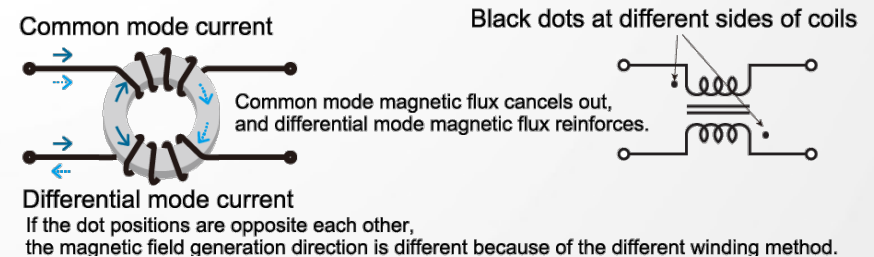 Common mode current
Black dots at different sides of coils
Common mode magnetic flux cancels out,
and differential mode magnetic flux reinforces.
Differential mode current
If the dot positions are opposite each other,
the magnetic field generation direction is different because of the different winding method.